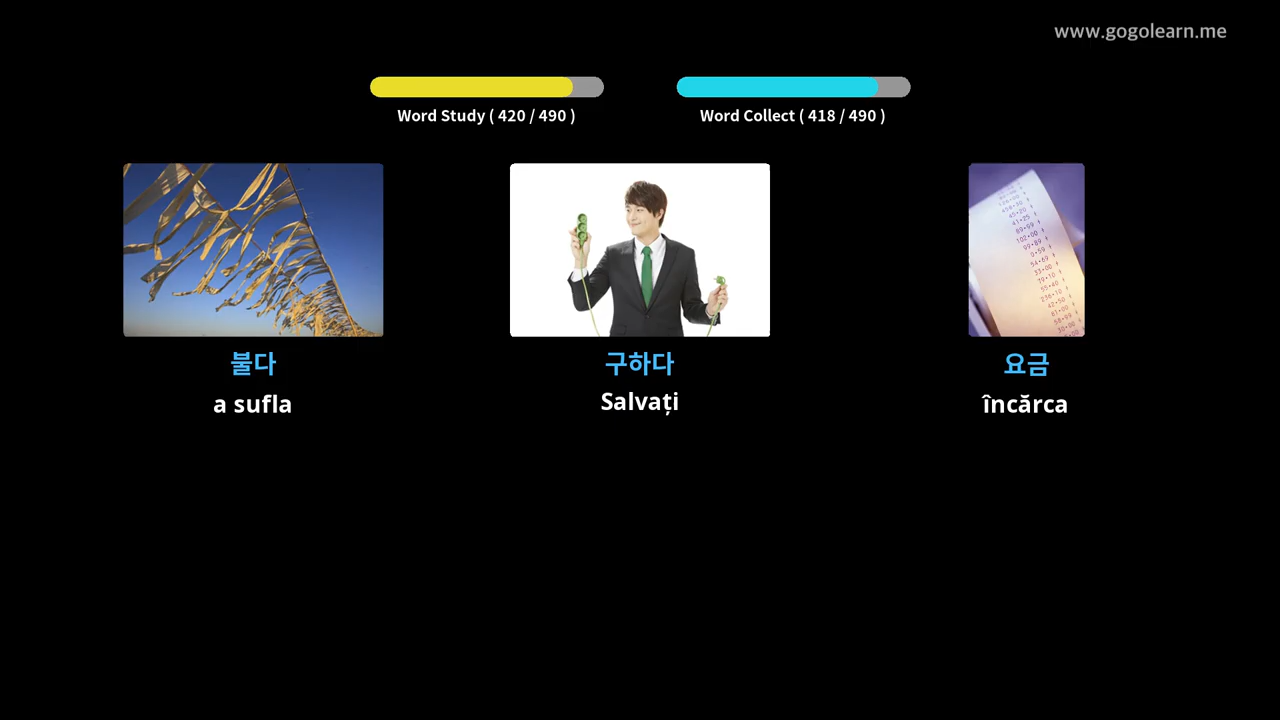 www.gogolearn.me
Word Study ( 420 / 490 )
Word Collect ( 418 / 490 )
불다
구하다
요금
a sufla
Salvați
încărca